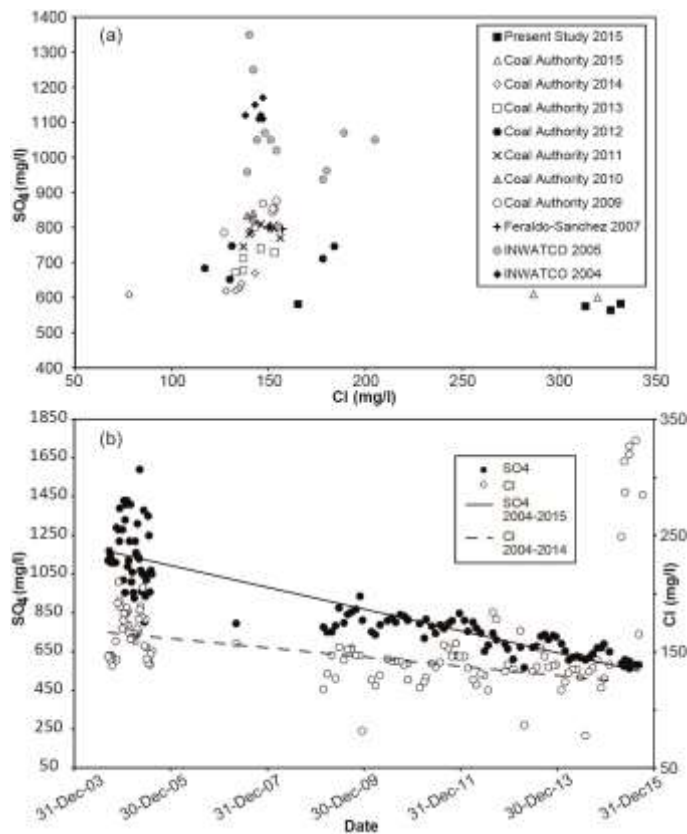 (a)
1400
1300
1200
1100
1000
900
800
700
600
500
400
SO4 (mg/l)
50
100
150
200
250
300
350
Cl (mg/l)
Present Study 2015
Coal Authority 2015
Coal Authority 2014
Coal Authority 2013
Coal Authority 2012
Coal Authority 2011
Coal Authority 2010
Coal Authority 2009
Feraldo-Sanchez 2007
INWATCO 2005
INWATCO 2004
(b)
1850
1650
1450
1250
1050
850
650
450
250
50
SO4 (mg/l)
350
250
150
50
Cl (mg/l)
SO4
Cl
SO4
2004-2015
Cl
2004-2014
31-Dec-03
30-Dec-05
31-Dec-07
30-Dec-09
31-Dec-11
30-Dec-13
31-Dec-15
Date